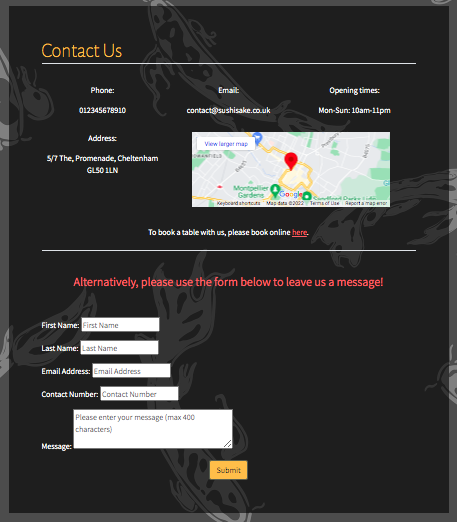 Contact Us
Phone:
Email:
Opening times:
012345678910
contact@sushisake.co.uk
Mon-Sun: 10am-11pm
Address:
5/7 The, Promenade, Cheltenham
GL50 1LN
View larger map
Montpellier
Gardens
Google
Sandford Parks Lido
Keyboard shortcuts
Map data ©2022
Terms of Use
Report a map error
To book a table with us, please book online here.
Alternatively, please use the form below to leave us a message!
First Name: First Name
Last Name: Last Name
Email Address: Email Address
Contact Number: Contact Number
Please enter your message (max 400
characters)
Message:
Submit